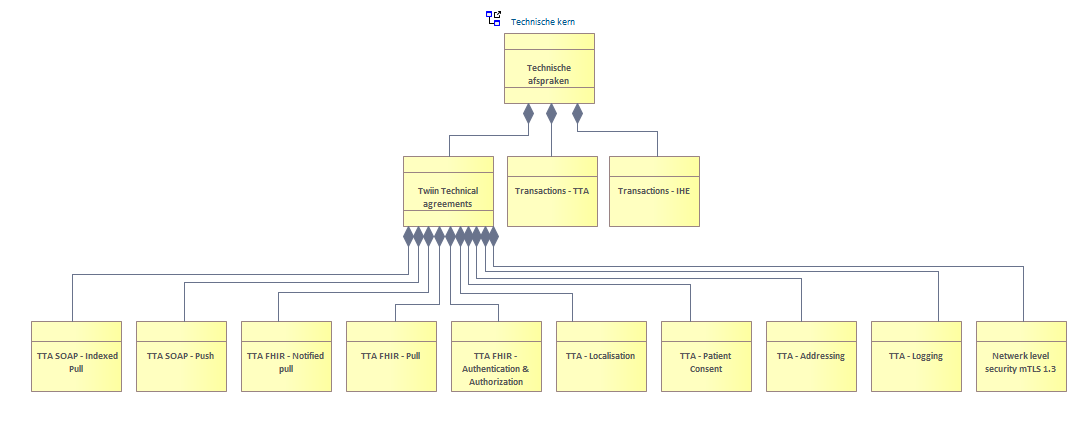 Technische kern
Technische
afspraken
Twiin Technical
agreements
Transactions - TTA
Transactions - IHE
TTA SOAP - Indexed
Pull
TTA SOAP - Push
TTA FHIR - Notified
pull
TTA FHIR - Pull
TTA FHIR -
Authentication &
Authorization
TTA - Localisation
TTA - Patient
Consent
TTA - Addressing
TTA - Logging
Netwerk level
security mTLS 1.3